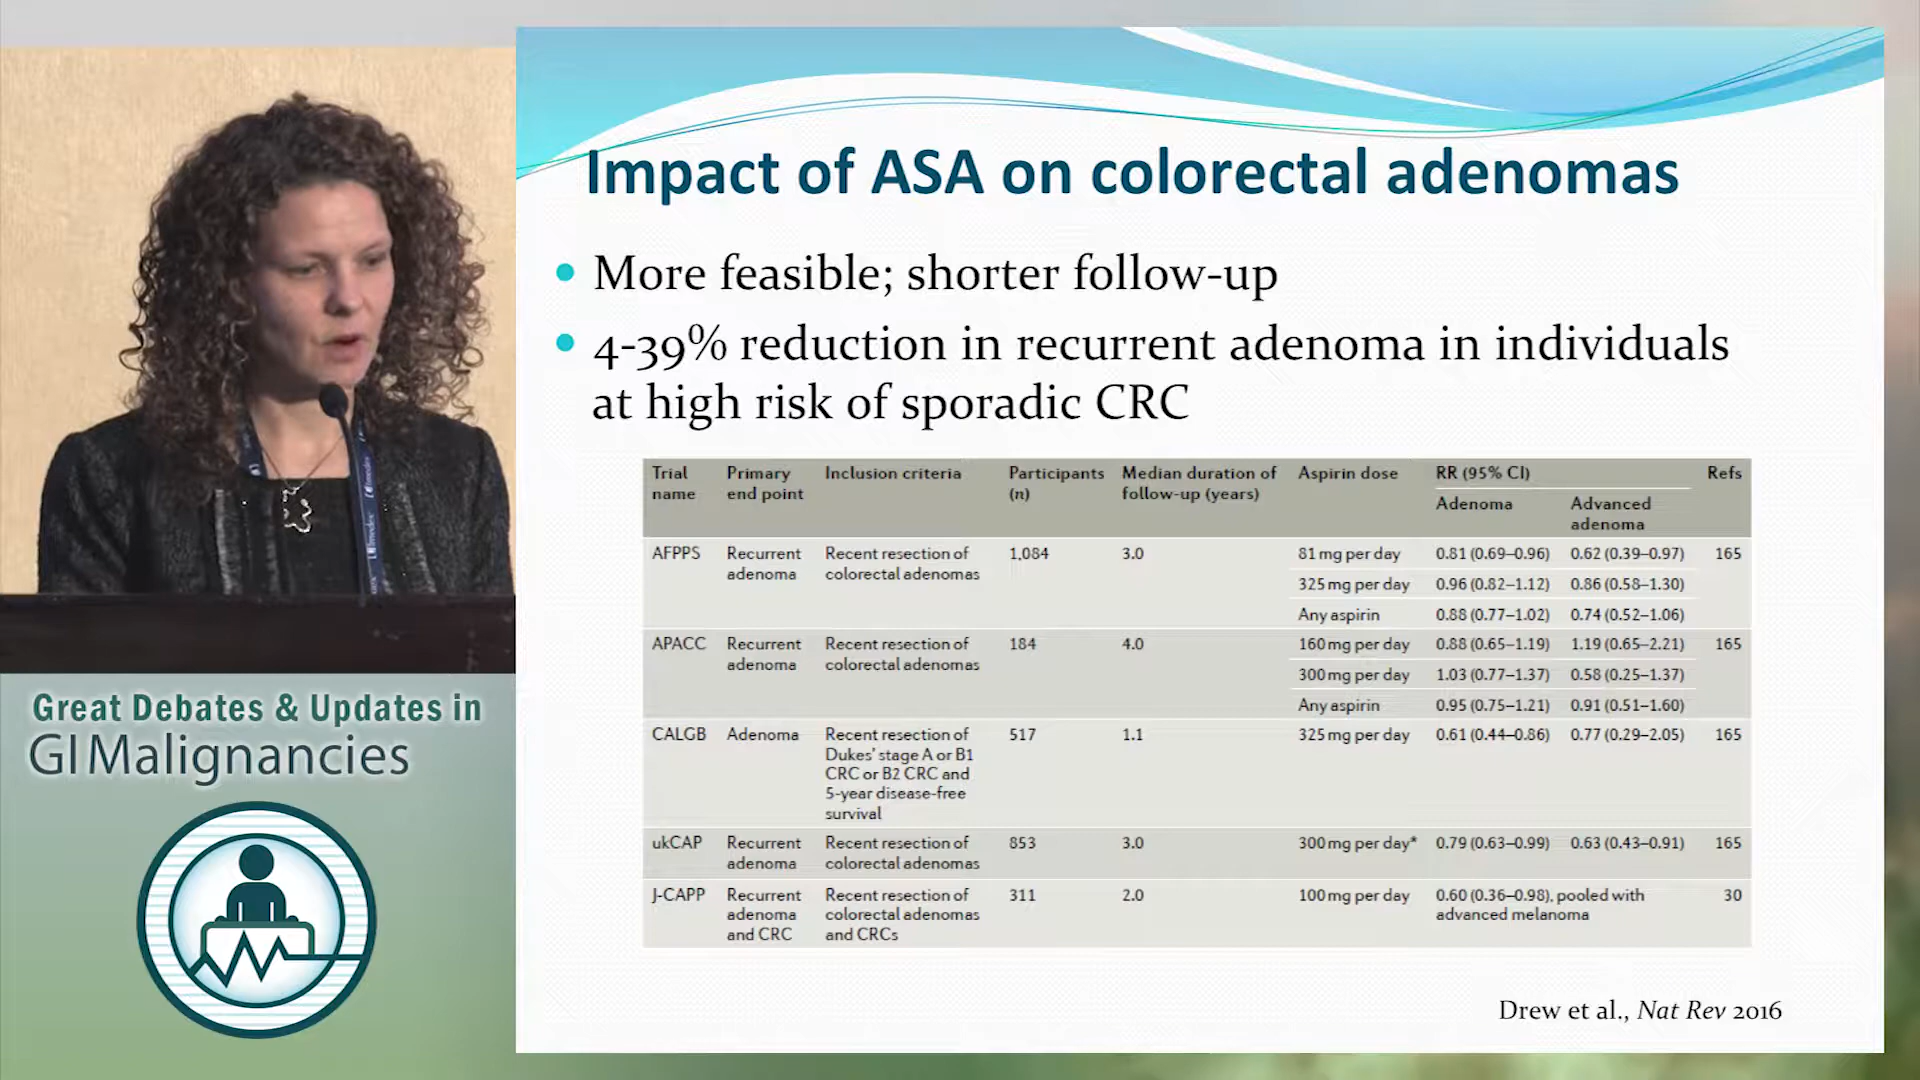 Impact of ASA on colorectal adenomas
More feasible; shorter follow-up
4-39% reduction in recurrent adenoma in individuals
at high risk of sporadic CRC
Trial name Primary end point Inclusion criteria Participants (n) Median duration of follow-up (years) Aspirin dose RR (95% CI) Refs
Adenoma Advanced adenoma
AFPPS Recurrent adenoma Recent resection of colorectal adenomas 1,084 3.0 81 mg per day 0.81 (0.69–0.96) 0.62 (0.39–0.97) 165
325 mg per day 0.96 (0.82–1.12) 0.86 (0.58–1.30)
Any aspirin 0.88 (0.77–1.02) 0.74 (0.52–1.06)
APACC Recurrent adenoma Recent resection of colorectal adenomas 184 4.0 160 mg per day 0.88 (0.65–1.19) 1.19 (0.65–2.21) 165
300 mg per day 1.03 (0.77–1.37) 0.58 (0.25–1.37)
Any aspirin 0.95 (0.75–1.21) 0.91 (0.51–1.60)
CALGB Adenoma Recent resection of Dukes' stage A or B1 CRC or B2 CRC and 5-year disease-free survival 517 1.1 325 mg per day 0.61 (0.44–0.86) 0.77 (0.29–2.05) 165
ukCAP Recurrent adenoma Recent resection of colorectal adenomas 853 3.0 300 mg per day* 0.79 (0.63–0.99) 0.63 (0.43–0.91) 165
J-CAPP Recurrent adenoma and CRC Recent resection of colorectal adenomas and CRCs 311 2.0 100 mg per day 0.60 (0.36–0.98), pooled with advanced melanoma 30
Drew et al., Nat Rev 2016
Great Debates & Updates in
GI Malignancies
imedex